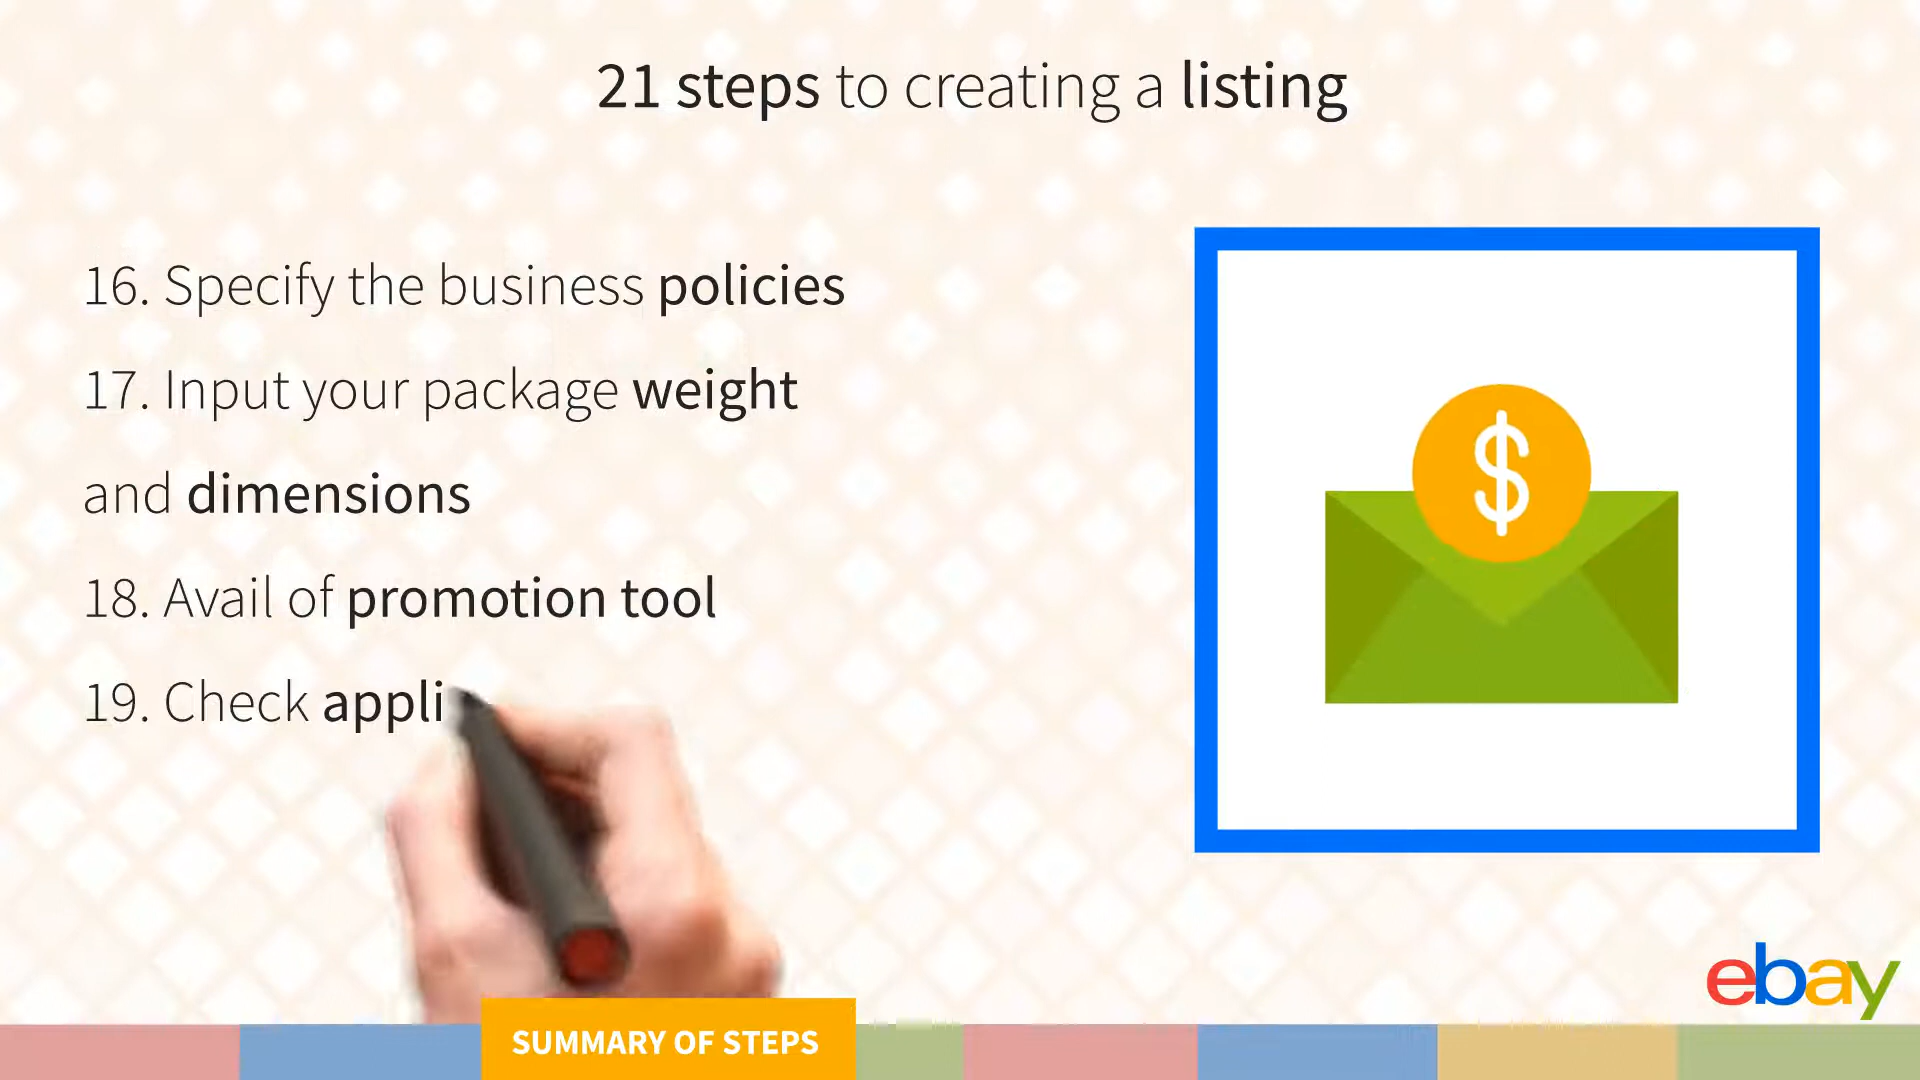 21 steps to creating a listing
16. Specify the business policies
17. Input your package weight
and dimensions
18. Avail of promotion tool
19. Check appli
$
ebay
SUMMARY OF STEPS